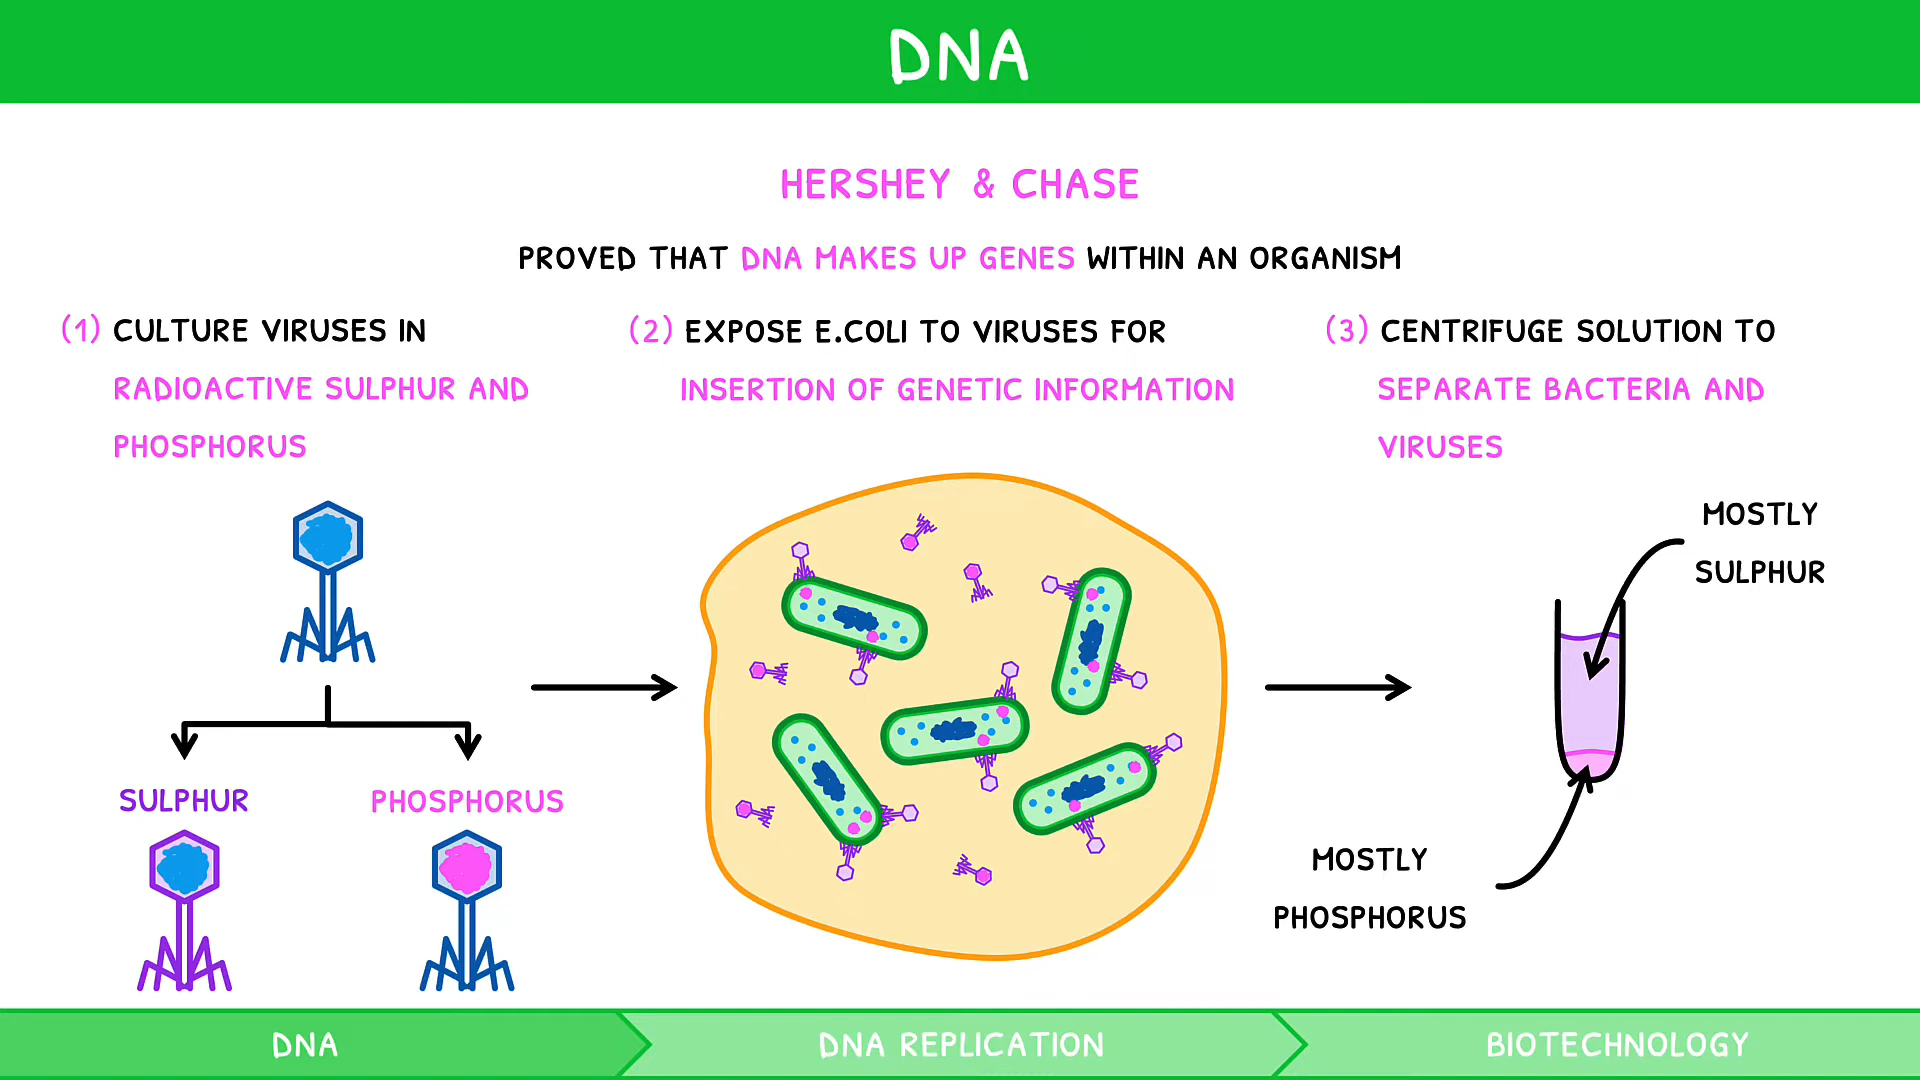 DNA
HERSHEY & CHASE
PROVED THAT DNA MAKES UP GENES WITHIN AN ORGANISM
(1) CULTURE VIRUSES IN
RADIOACTIVE SULPHUR AND
PHOSPHORUS
(2) EXPOSE E.COLI TO VIRUSES FOR
INSERTION OF GENETIC INFORMATION
(3) CENTRIFUGE SOLUTION TO
SEPARATE BACTERIA AND
VIRUSES
SULPHUR
PHOSPHORUS
MOSTLY
SULPHUR
MOSTLY
PHOSPHORUS
DNA
DNA REPLICATION
BIOTECHNOLOGY